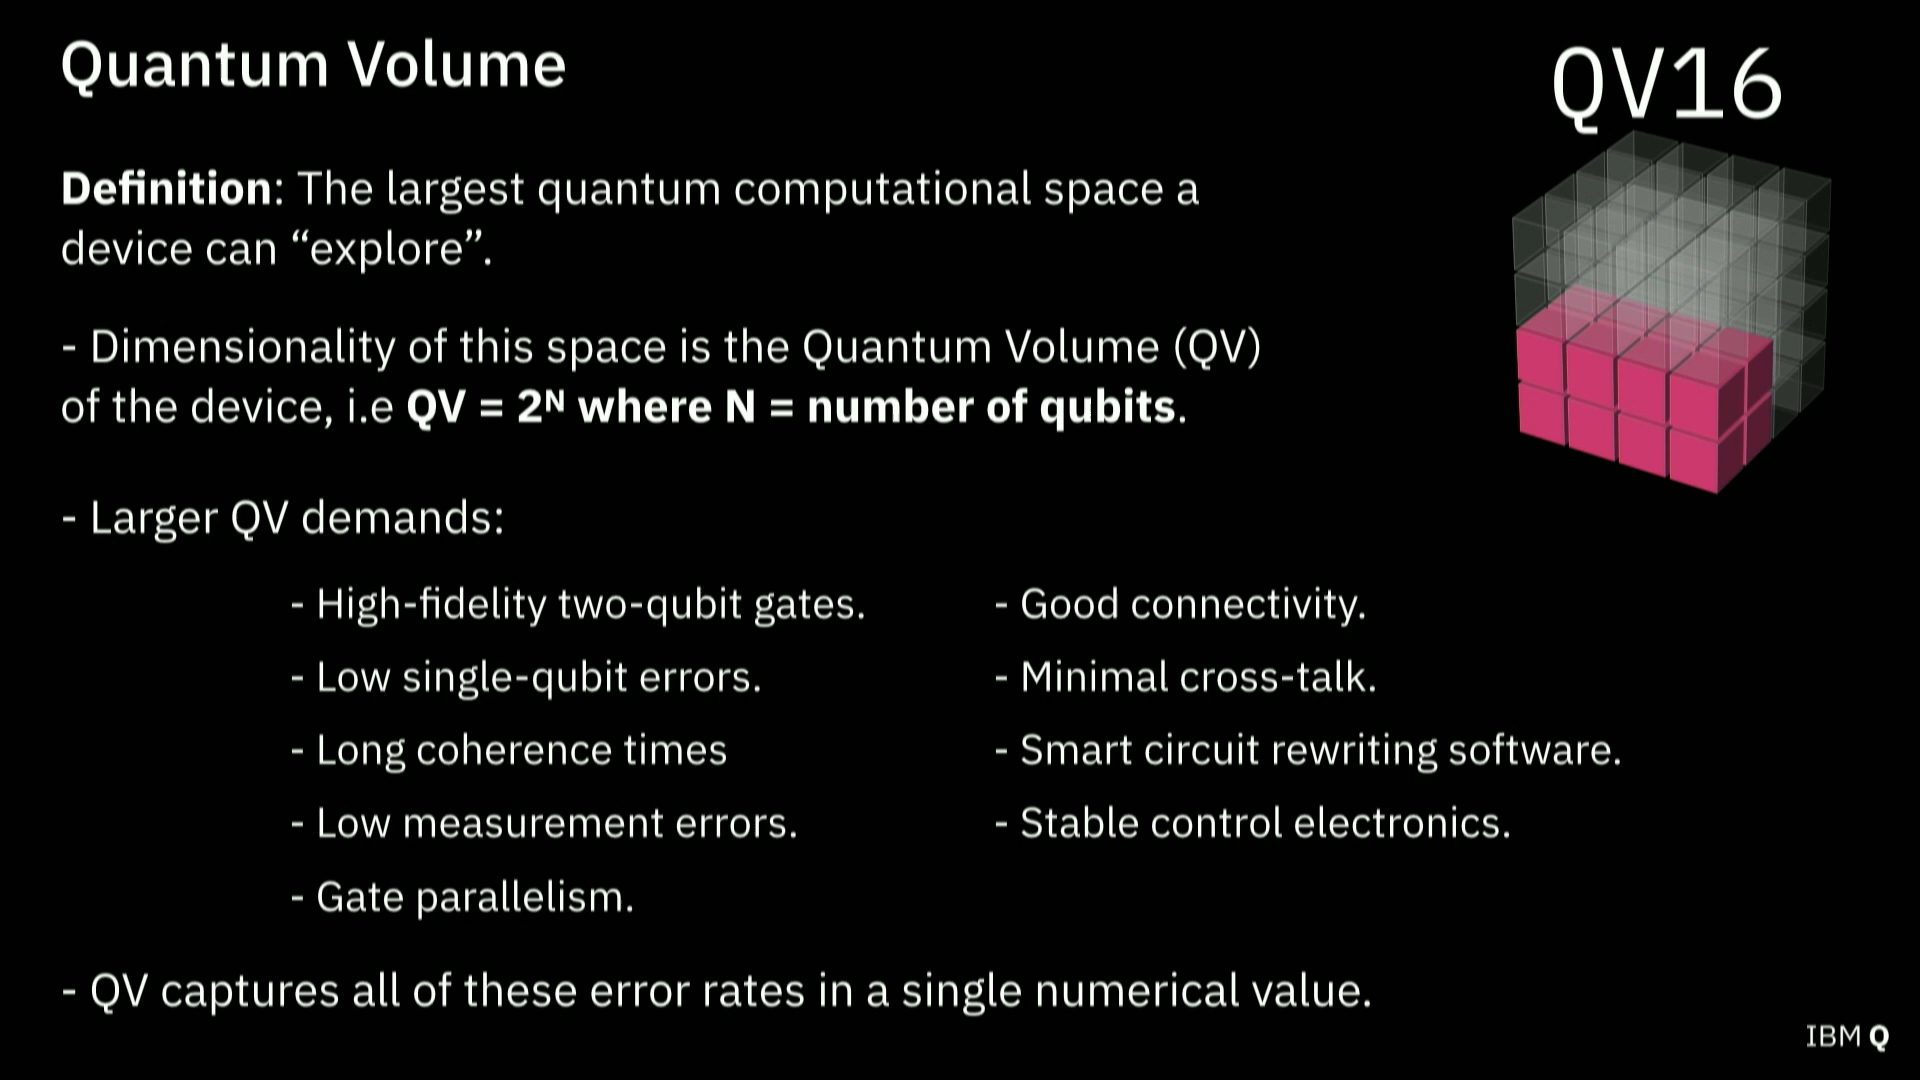 Quantum Volume
QV16
Definition: The largest quantum computational space a
device can “explore”.
- Dimensionality of this space is the Quantum Volume (QV)
of the device, i.e QV = 2ᴺ where N = number of qubits.
- Larger QV demands:
- High-fidelity two-qubit gates.
- Low single-qubit errors.
- Long coherence times
- Low measurement errors.
- Gate parallelism.
- Good connectivity.
- Minimal cross-talk.
- Smart circuit rewriting software.
- Stable control electronics.
- QV captures all of these error rates in a single numerical value.
IBM Q